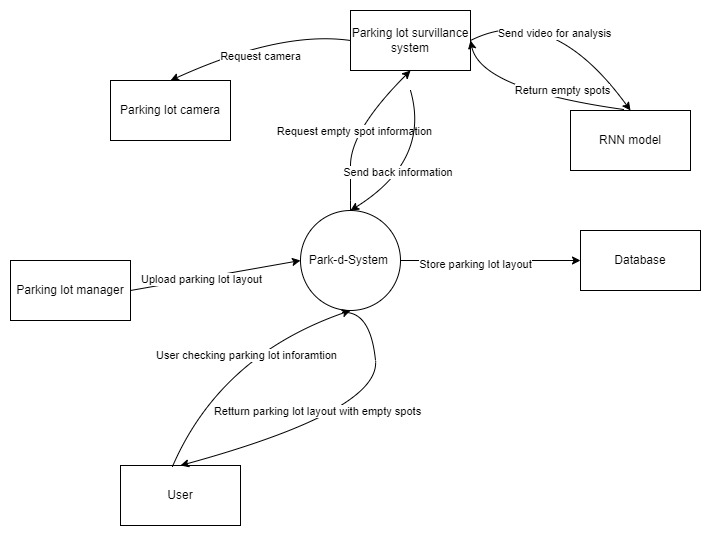 Parking lot survillance
system
Send video for analysis
Request camera
Return empty spots
Parking lot camera
Request empty spot information
RNN model
Send back information
Park-d-System
Database
Store parking lot layout
Upload parking lot layout
Parking lot manager
User checking parking lot inforamtion
Retturn parking lot layout with empty spots
User